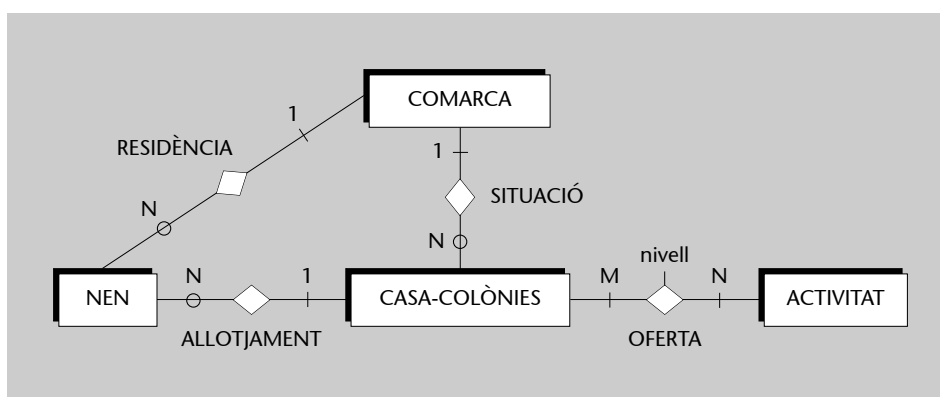 COMARCA
1
RESIDÈNCIA
1
SITUACIÓ
N
N
nivell
NEN
N
1
CASA-COLÒNIES
M
N
ACTIVITAT
ALLOTJAMENT
OFERTA